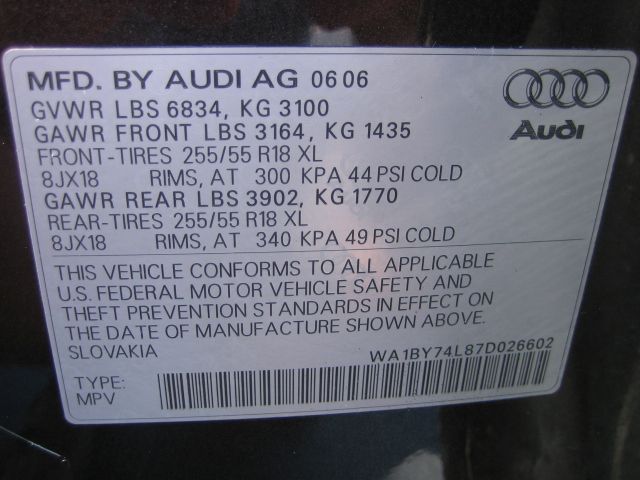 MFD. BY AUDI AG 0606
GVWR LBS 6834, KG 3100
GAWR FRONT LBS 3164, KG 1435
FRONT-TIRES 255/55 R18 XL
8JX18 RIMS, AT 300 KPA 44 PSI COLD
GAWR REAR LBS 3902, KG 1770
REAR-TIRES 255/55 R18 XL
8JX18 RIMS, AT 340 KPA 49 PSI COLD
Audi
THIS VEHICLE CONFORMS TO ALL APPLICABLE
U.S. FEDERAL MOTOR VEHICLE SAFETY AND
THEFT PREVENTION STANDARDS IN EFFECT ON
THE DATE OF MANUFACTURE SHOWN ABOVE.
SLOVAKIA WA1BY74L87D026602
TYPE:
MPV